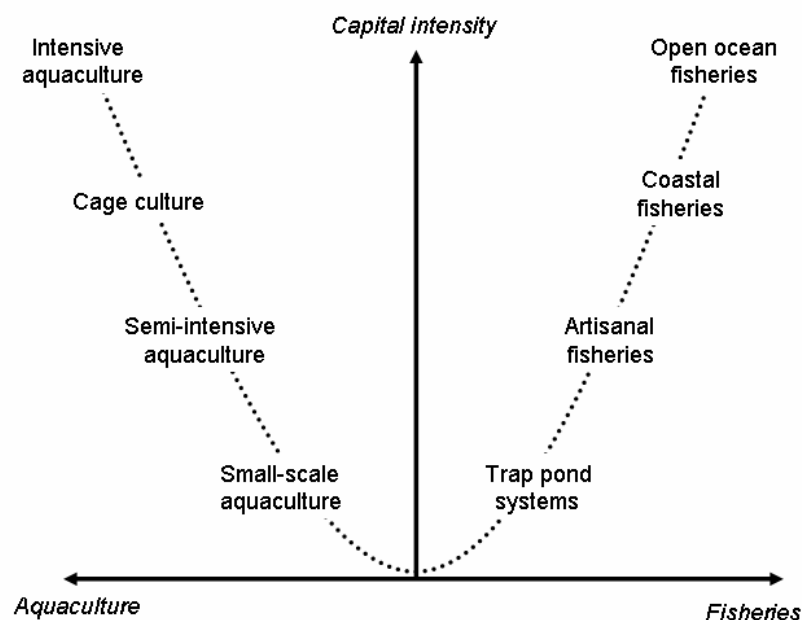 Capital intensity
Intensive
aquaculture
Open ocean
fisheries
Cage culture
Coastal
fisheries
Semi-intensive
aquaculture
Artisanal
fisheries
Small-scale
aquaculture
Trap pond
systems
Aquaculture
Fisheries